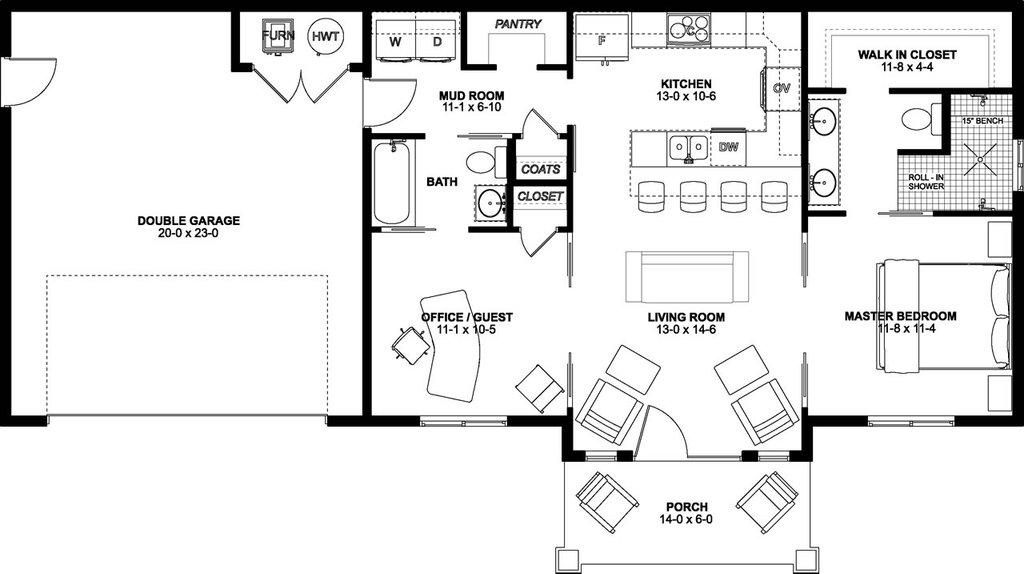 FURN
HWT
W
D
PANTRY
F
WALK IN CLOSET
11-8 x 4-4
KITCHEN
13-0 x 10-6
OV
MUD ROOM
11-1 x 6-10
15" BENCH
DW
COATS
BATH
ROLL - IN
SHOWER
CLOSET
DOUBLE GARAGE
20-0 x 23-0
OFFICE / GUEST
11-1 x 10-5
LIVING ROOM
13-0 x 14-6
MASTER BEDROOM
11-8 x 11-4
PORCH
14-0 x 6-0